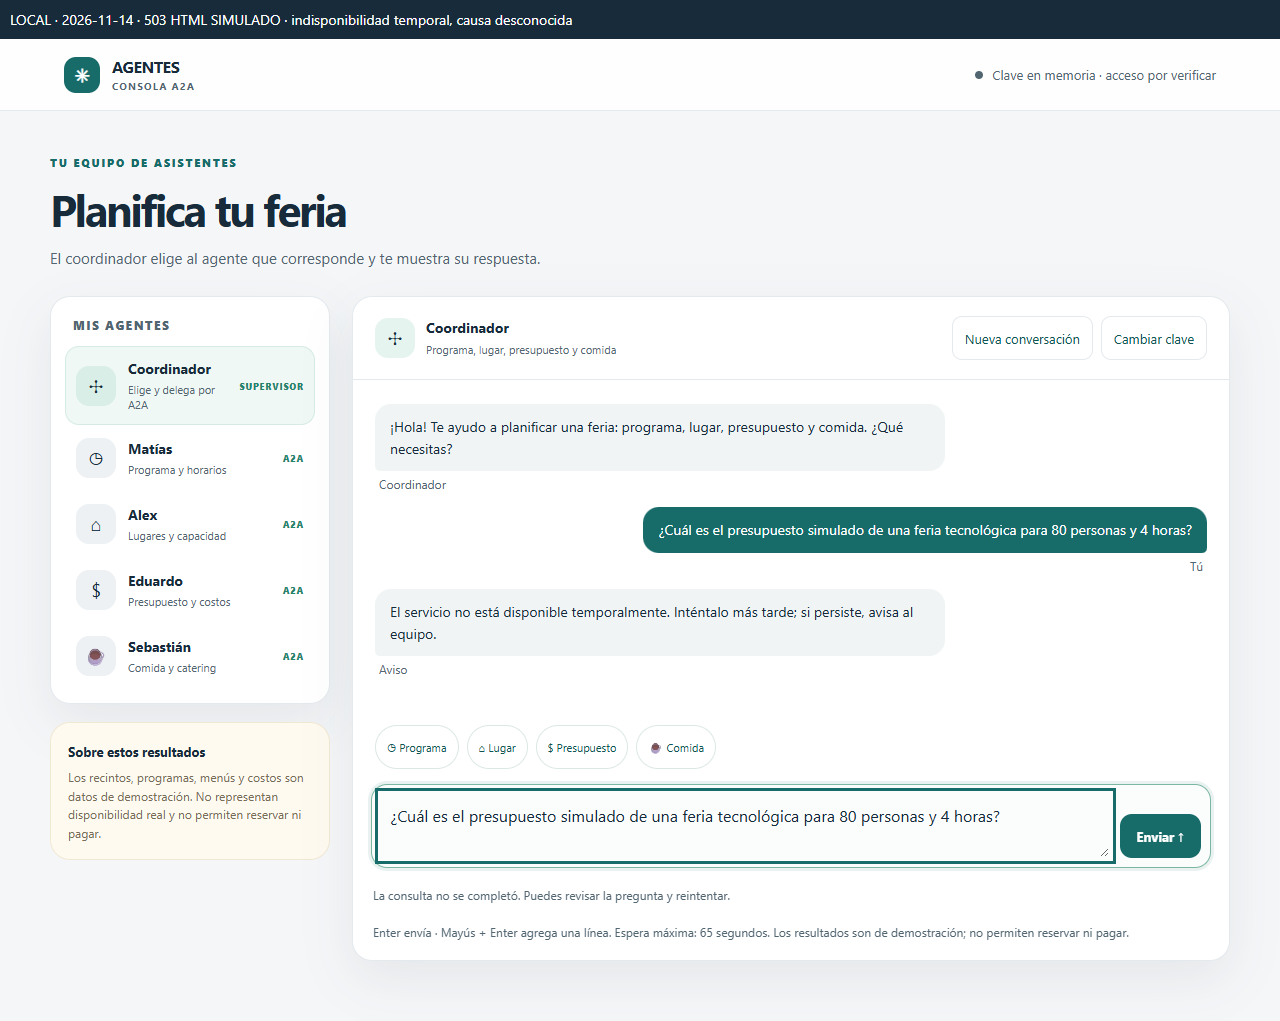 LOCAL · 2026-11-14 · 503 HTML SIMULADO · indisponibilidad temporal, causa desconocida
AGENTES
CONSOLA A2A
Clave en memoria · acceso por verificar
TU EQUIPO DE ASISTENTES
Planifica tu feria
El coordinador elige al agente que corresponde y te muestra su respuesta.
MIS AGENTES
Coordinador
Elige y delega por
A2A
SUPERVISOR
Matías
Programa y horarios
A2A
Alex
Lugares y capacidad
A2A
$
Eduardo
Presupuesto y costos
A2A
Sebastián
Comida y catering
A2A
Sobre estos resultados
Los recintos, programas, menús y costos son
datos de demostración. No representan
disponibilidad real y no permiten reservar ni
pagar.
Coordinador
Programa, lugar, presupuesto y comida
Nueva conversación
Cambiar clave
¡Hola! Te ayudo a planificar una feria: programa, lugar, presupuesto y comida. ¿Qué
necesitas?
Coordinador
¿Cuál es el presupuesto simulado de una feria tecnológica para 80 personas y 4 horas?
Tú
El servicio no está disponible temporalmente. Inténtalo más tarde; si persiste, avisa al
equipo.
Aviso
◷ Programa
⌂ Lugar
$ Presupuesto
Comida
¿Cuál es el presupuesto simulado de una feria tecnológica para 80 personas y 4 horas?
Enviar ↑
La consulta no se completó. Puedes revisar la pregunta y reintentar.
Enter envía · Mayús + Enter agrega una línea. Espera máxima: 65 segundos. Los resultados son de demostración; no permiten reservar ni pagar.